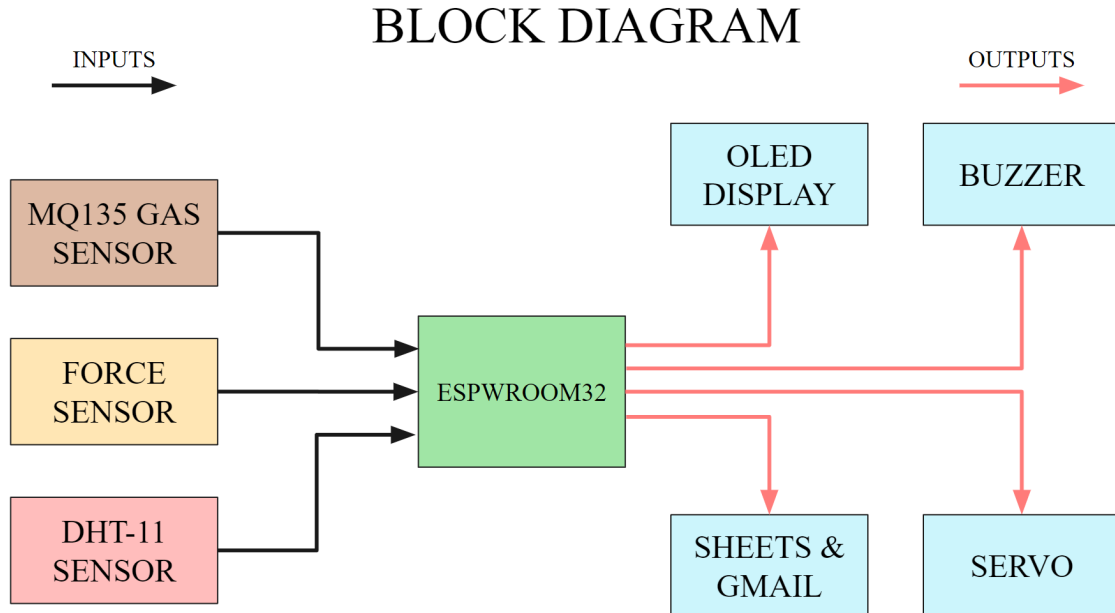 BLOCK DIAGRAM
INPUTS
OUTPUTS
OLED
DISPLAY
BUZZER
MQ135 GAS
SENSOR
FORCE
SENSOR
ESPWROOM32
DHT-11
SENSOR
SHEETS &
GMAIL
SERVO